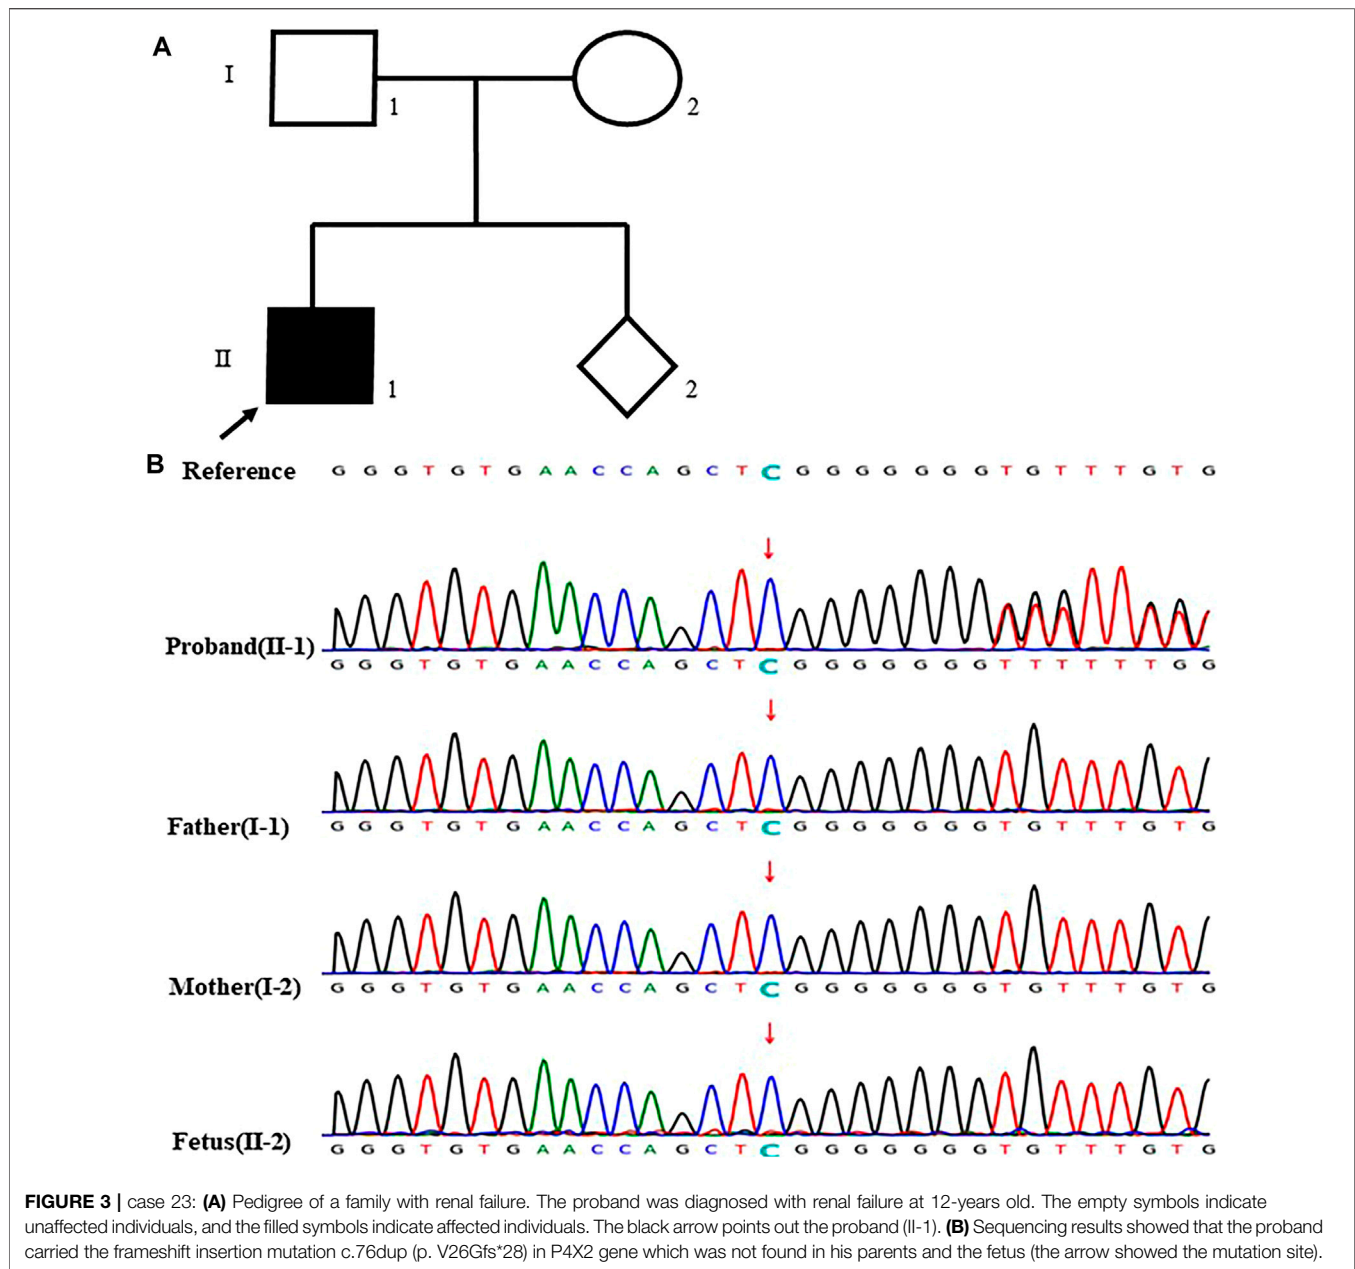 A
I
1
2
II
1
2
B Reference G G G T G T G A A C C A G C T C G G G G G G G T G T T T G T G
Proband(II-1)
G G G T G T G A A C C A G C T C G G G G G G G T T T T T T G G
Father(I-1)
G G G T G T G A A C C A G C T C G G G G G G G T G T T T G T G
Mother(I-2)
G G G T G T G A A C C A G C T C G G G G G G G T G T T T G T G
Fetus(II-2)
G G G T G T G A A C C A G C T C G G G G G G G T G T T T G T G
FIGURE 3 | case 23: (A) Pedigree of a family with renal failure. The proband was diagnosed with renal failure at 12-years old. The empty symbols indicate
unaffected individuals, and the filled symbols indicate affected individuals. The black arrow points out the proband (II-1). (B) Sequencing results showed that the proband
carried the frameshift insertion mutation c.76dup (p. V26Gfs*28) in P4X2 gene which was not found in his parents and the fetus (the arrow showed the mutation site).